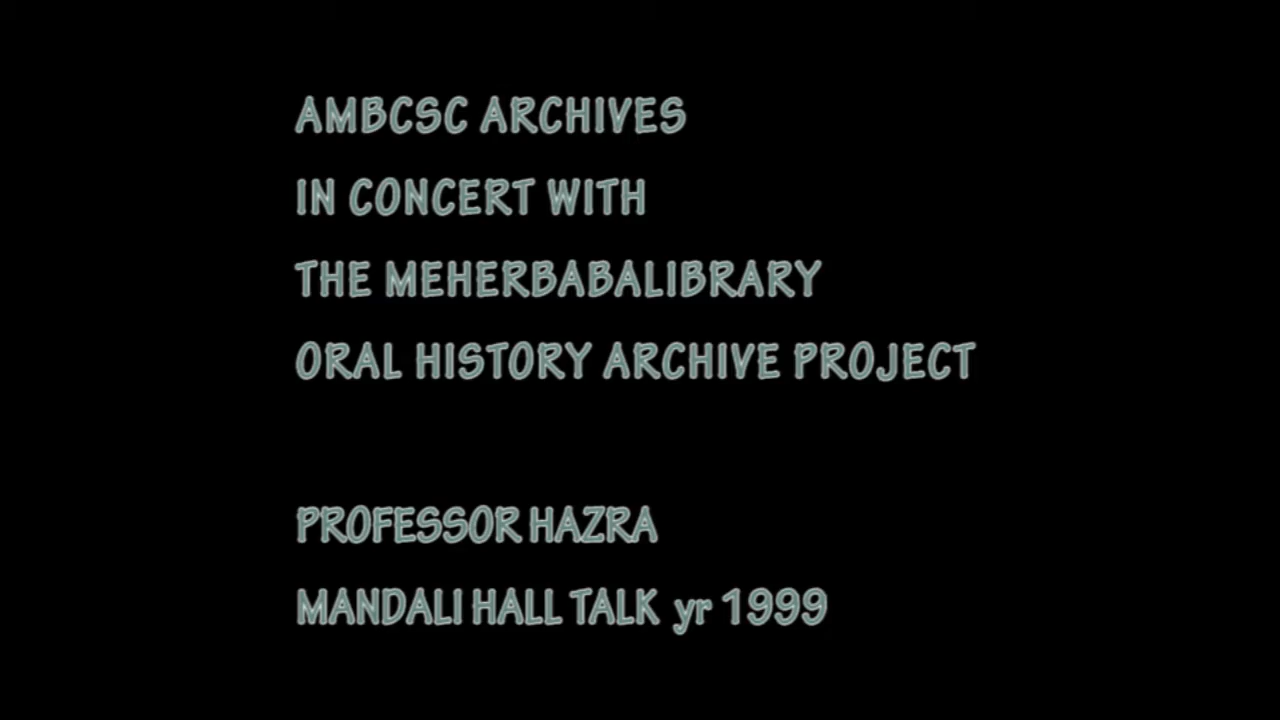 AMBCSC ARCHIVES
IN CONCERT WITH
THE MEHERBABALIBRARY
ORAL HISTORY ARCHIVE PROJECT
PROFESSOR HAZRA
MANDALI HALL TALK yr 1999